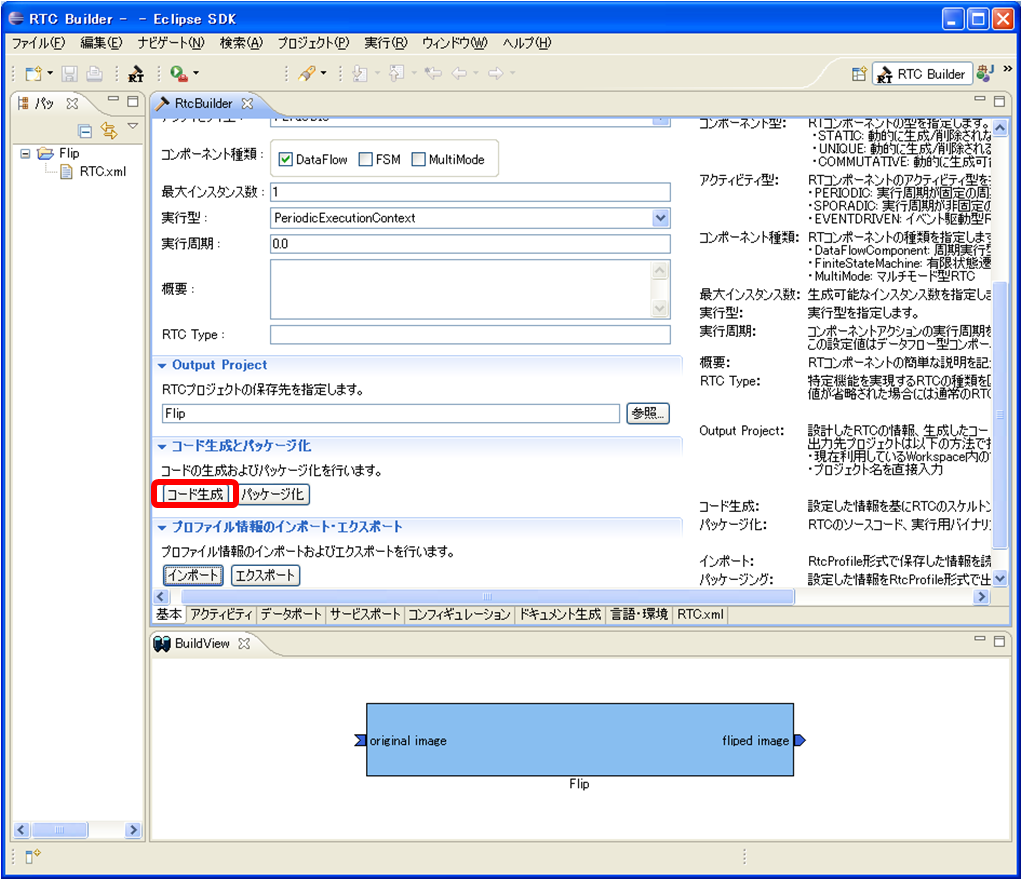 RTC Builder - - Eclipse SDK
ファイル(F) 編集(E) ナビゲート(N) 検索(A) プロジェクト(P) 実行(R) ウィンドウ(W) ヘルプ(H)
RTC Builder
パッ
RtcBuilder
Flip
RTC.xml
コンポーネント種類 :
DataFlow
FSM
MultiMode
最大インスタンス数 :
1
実行型 :
PeriodicExecutionContext
実行周期 :
0.0
概要 :
RTC Type :
Output Project
RTCプロジェクトの保存先を指定します。
Flip
参照...
コード生成とパッケージ化
コードの生成およびパッケージ化を行います。
コード生成
パッケージ化
プロファイル情報のインポート・エクスポート
プロファイル情報のインポートおよびエクスポートを行います。
インポート
エクスポート
コンポーネント型: RTコンポーネントの型を指定します。
・STATIC: 動的に生成/削除されな
・UNIQUE: 動的に生成/削除される
・COMMUTATIVE: 動的に生成可
アクティビティ型: RTコンポーネントのアクティビティ型を
・PERIODIC: 実行周期が固定の
・SPORADIC: 実行周期が非固定の
・EVENTDRIVEN: イベント駆動型R
コンポーネント種類: RTコンポーネントの種類を指定します
・DataFlowComponent: 周期実行
・FiniteStateMachine: 有限状態
・MultiMode: マルチモード型RTC
最大インスタンス数: 生成可能なインスタンス数を指定しま
実行型: 実行型を指定します。
実行周期: コンポーネントアクションの実行周期を
この設定値はデータフロー型コンポー
概要: RTコンポーネントの簡単な説明を記
RTC Type: 特定機能を実現するRTCの種類を
値が省略された場合には通常のRTC
Output Project: 設計したRTCの情報、生成したコー
出力先プロジェクトは以下の方法で
・現在利用しているWorkspace内の
・プロジェクト名を直接入力
コード生成: 設定した情報を基にRTCのスケルトン
パッケージ化: RTCのソースコード、実行用バイナリ
インポート: RtcProfile形式で保存した情報を読
パッケージング: 設定した情報をRtcProfile形式で出
基本 アクティビティ データポート サービスポート コンフィギュレーション ドキュメント生成 言語・環境 RTC.xml
BuildView
original image
fliped image
Flip